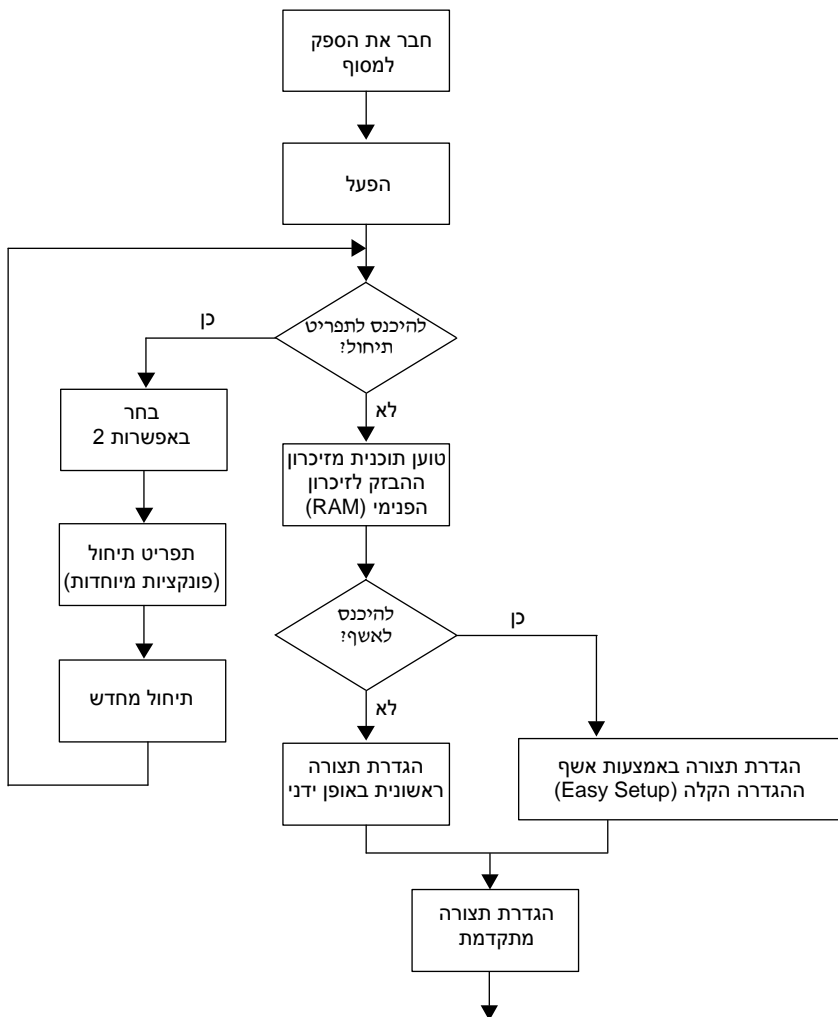 חבר את הספק
למסוף
הפעל
להיכנס לתפריט
תיחול?
כן
לא
בחר
באפשרות 2
תפריט תיחול
(פונקציות מיוחדות)
תיחול מחדש
טוען תוכנית מזיכרון
ההבזק לזיכרון
הפנימי (RAM)
להיכנס
לאשף?
כן
לא
הגדרת תצורה
ראשונית באופן ידני
הגדרת תצורה באמצעות אשף
ההגדרה הקלה (Easy Setup)
הגדרת תצורה
מתקדמת